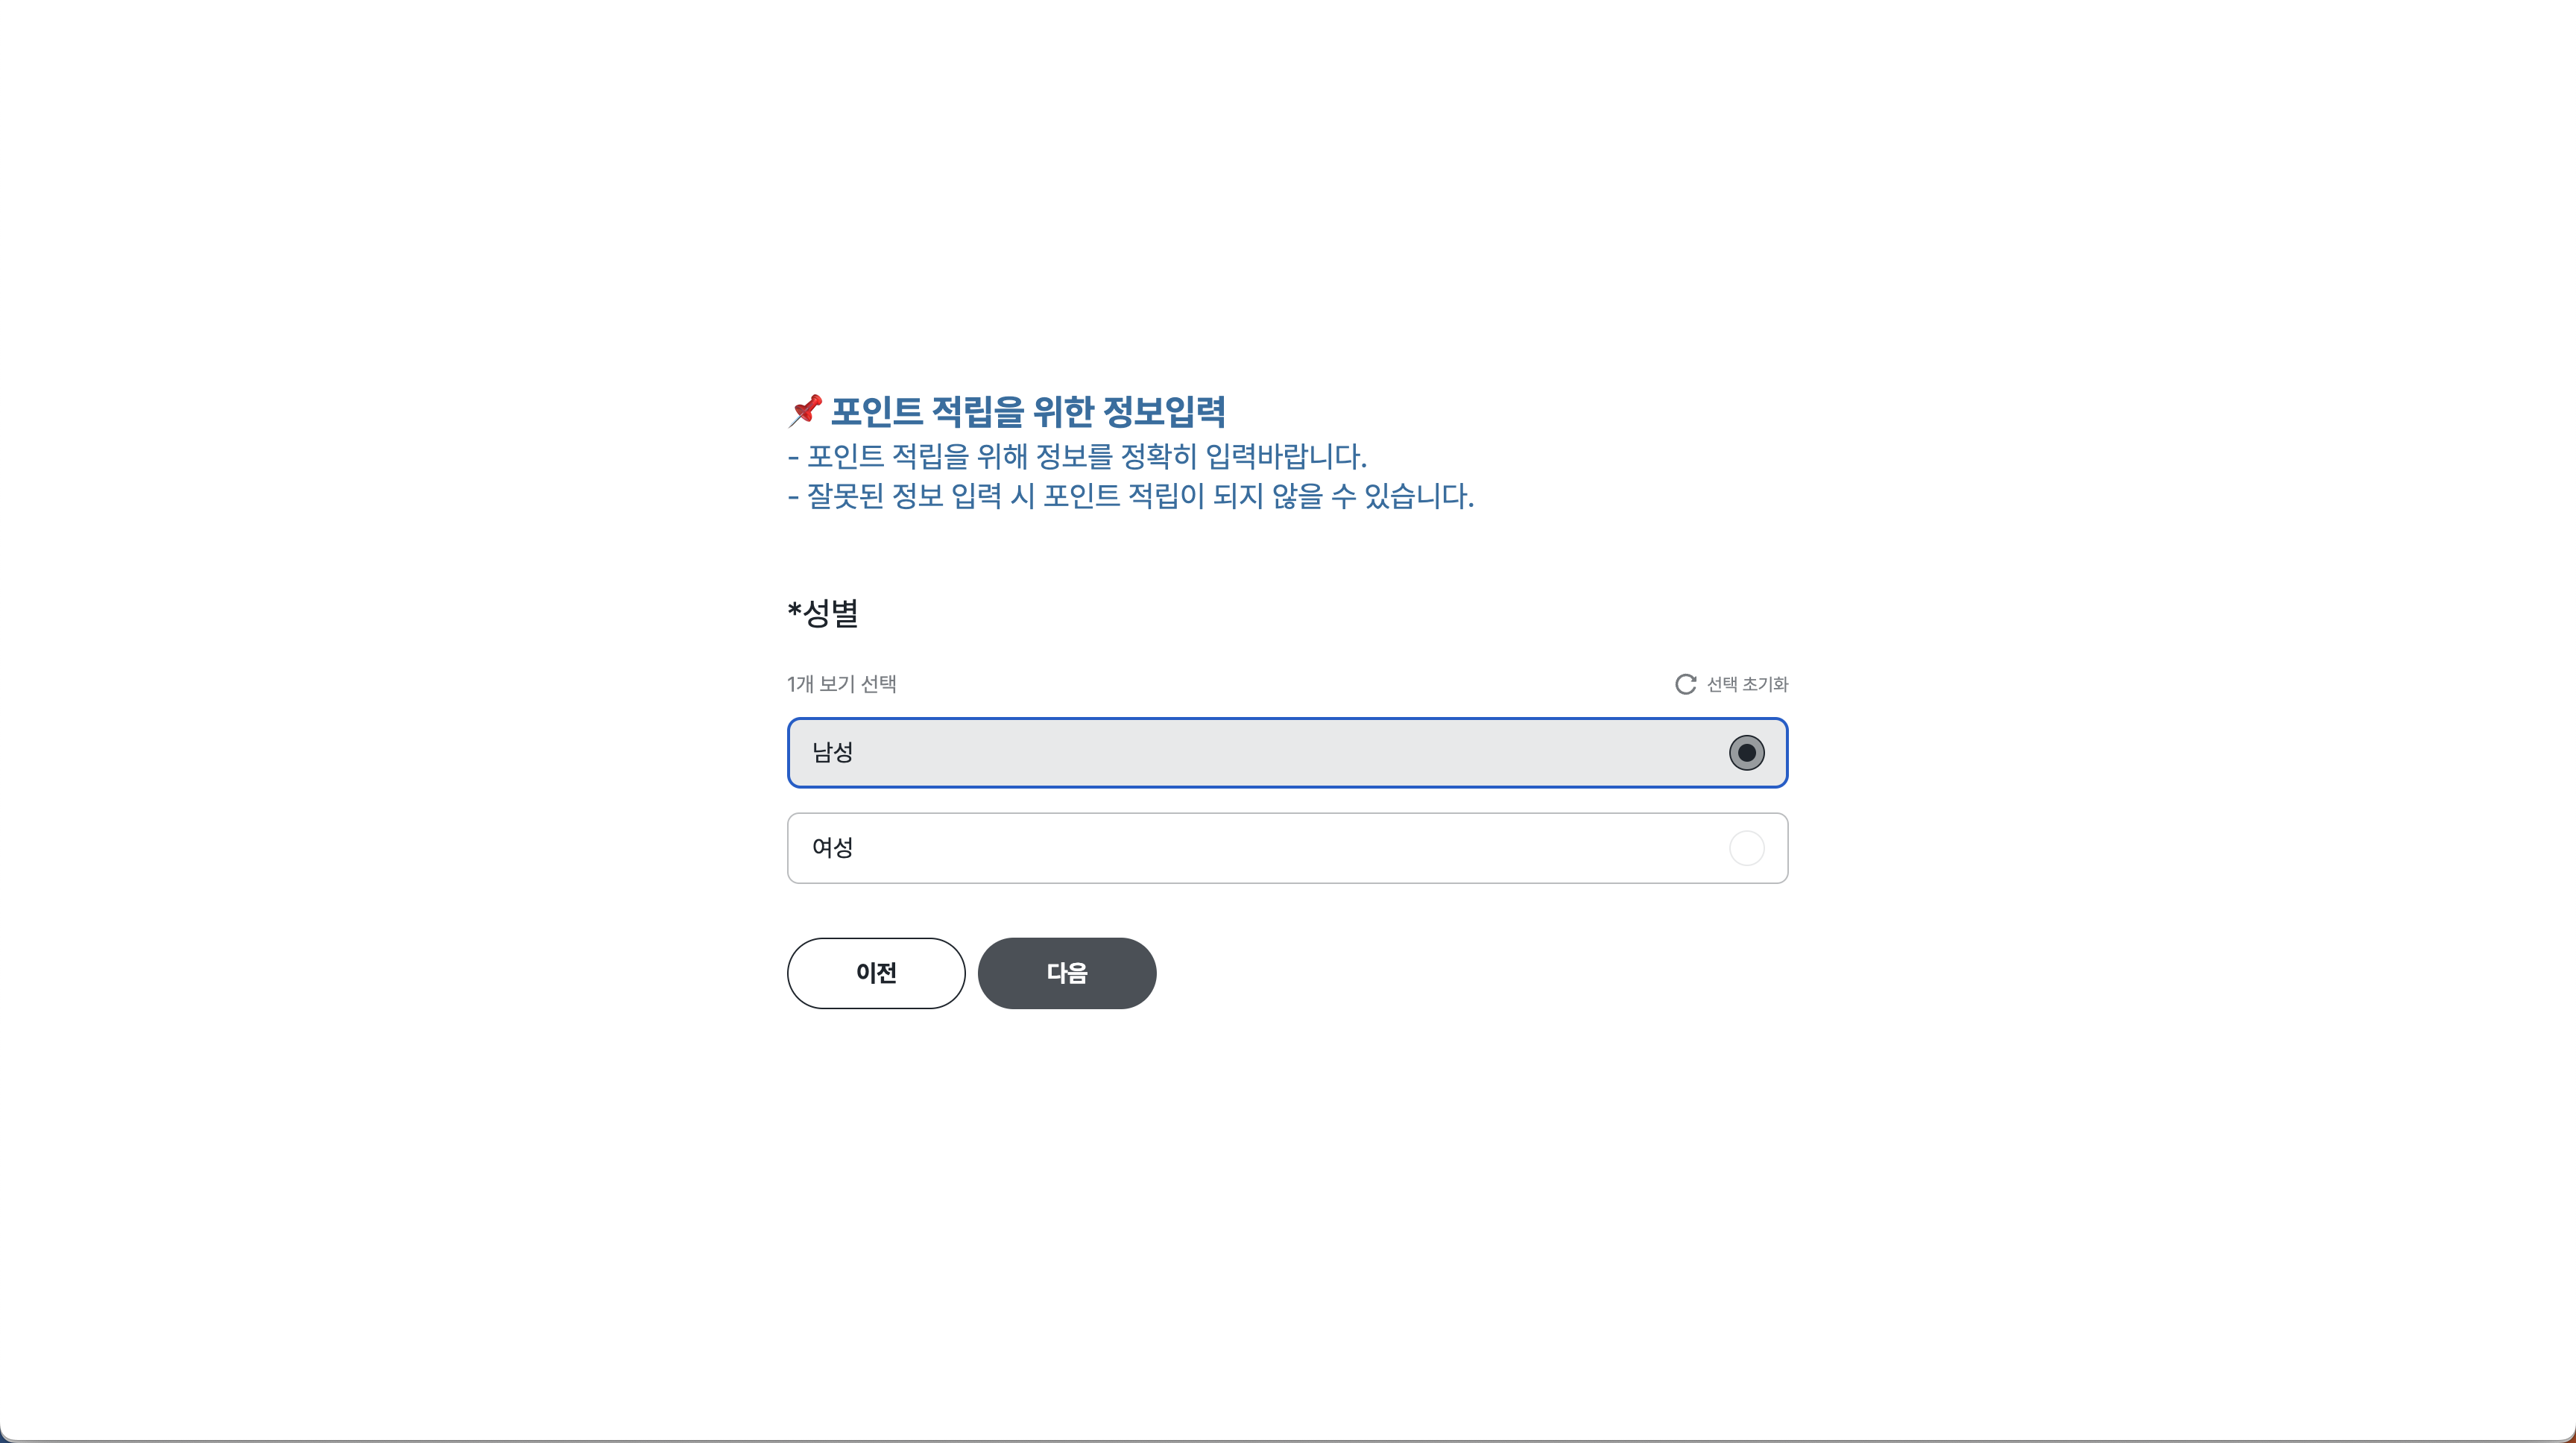 📌 포인트 적립을 위한 정보입력
- 포인트 적립을 위해 정보를 정확히 입력바랍니다.
- 잘못된 정보 입력 시 포인트 적립이 되지 않을 수 있습니다.
*성별
1개 보기 선택 선택 초기화
남성
여성
이전 다음